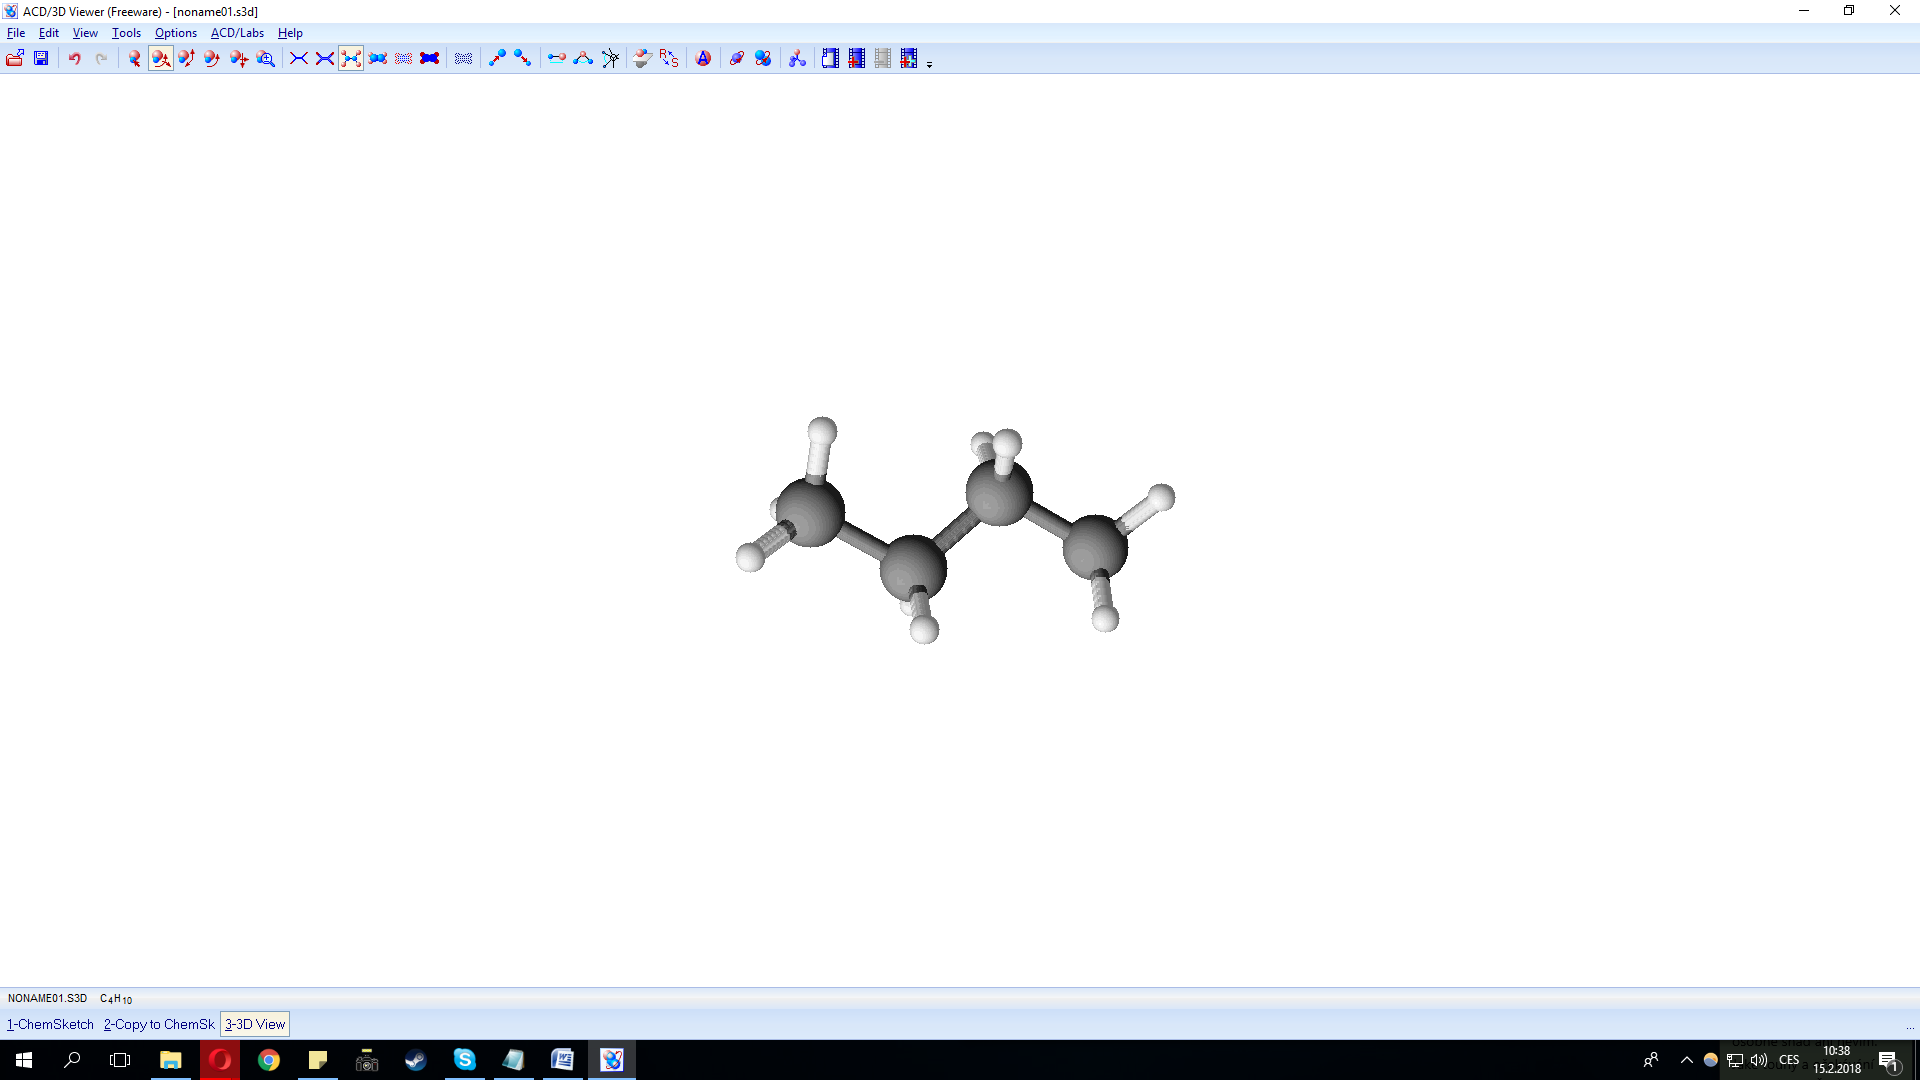 ACD/3D Viewer (Freeware) - [noname01.s3d]
File Edit View Tools Options ACD/Labs Help
NONAME01.S3D C4H10
1-ChemSketch 2-Copy to ChemSk 3-3D View
10:38
CES
15.2.2018
1